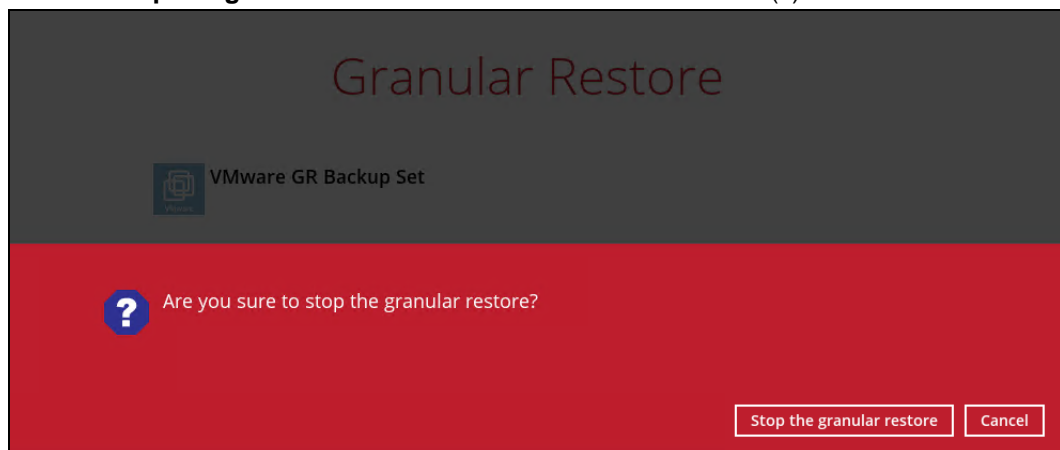 Granular Restore
VMware GR Backup Set
Are you sure to stop the granular restore?
Stop the granular restore
Cancel